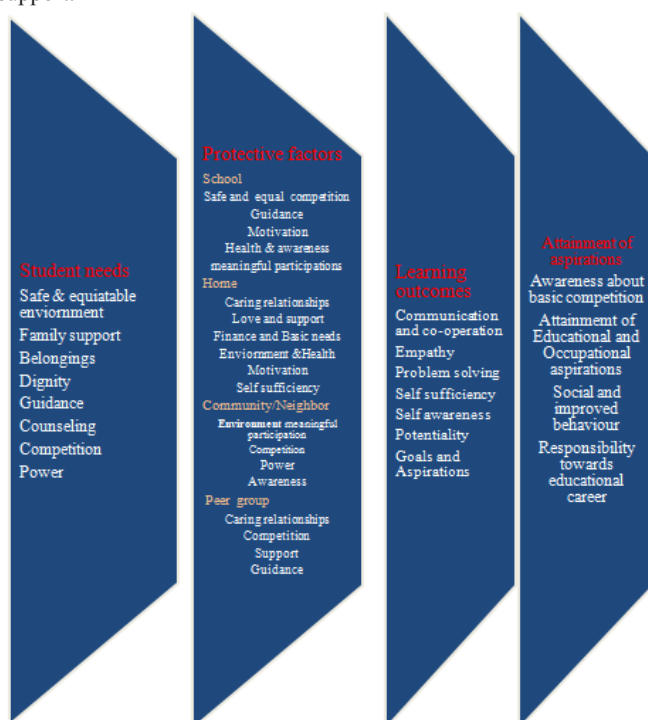 Student needs
Safe & equiatable
enviornment
Family support
Belongings
Dignity
Guidance
Counseling
Competition
Power
Protective factors
School
Safe and equal competition
Guidance
Motivation
Health & awareness
meaningful participations
Home
Caring relationships
Love and support
Finance and Basic needs
Enviornment &Health
Motivation
Self sufficiency
Community/Neighbor
Environment meaningful
participation
Competition
Power
Awareness
Peer group
Caring relationships
Competition
Support
Guidance
Learning
outcomes
Communication
and co-operation
Empathy
Problem solving
Self sufficiency
Self awareness
Potentiality
Goals and
Aspirations
Attainment of
aspirations
Awareness about
basic competition
Attainmemt of
Educational and
Occupational
aspirations
Social and
improved
behaviour
Responsibility
towards
educational
career